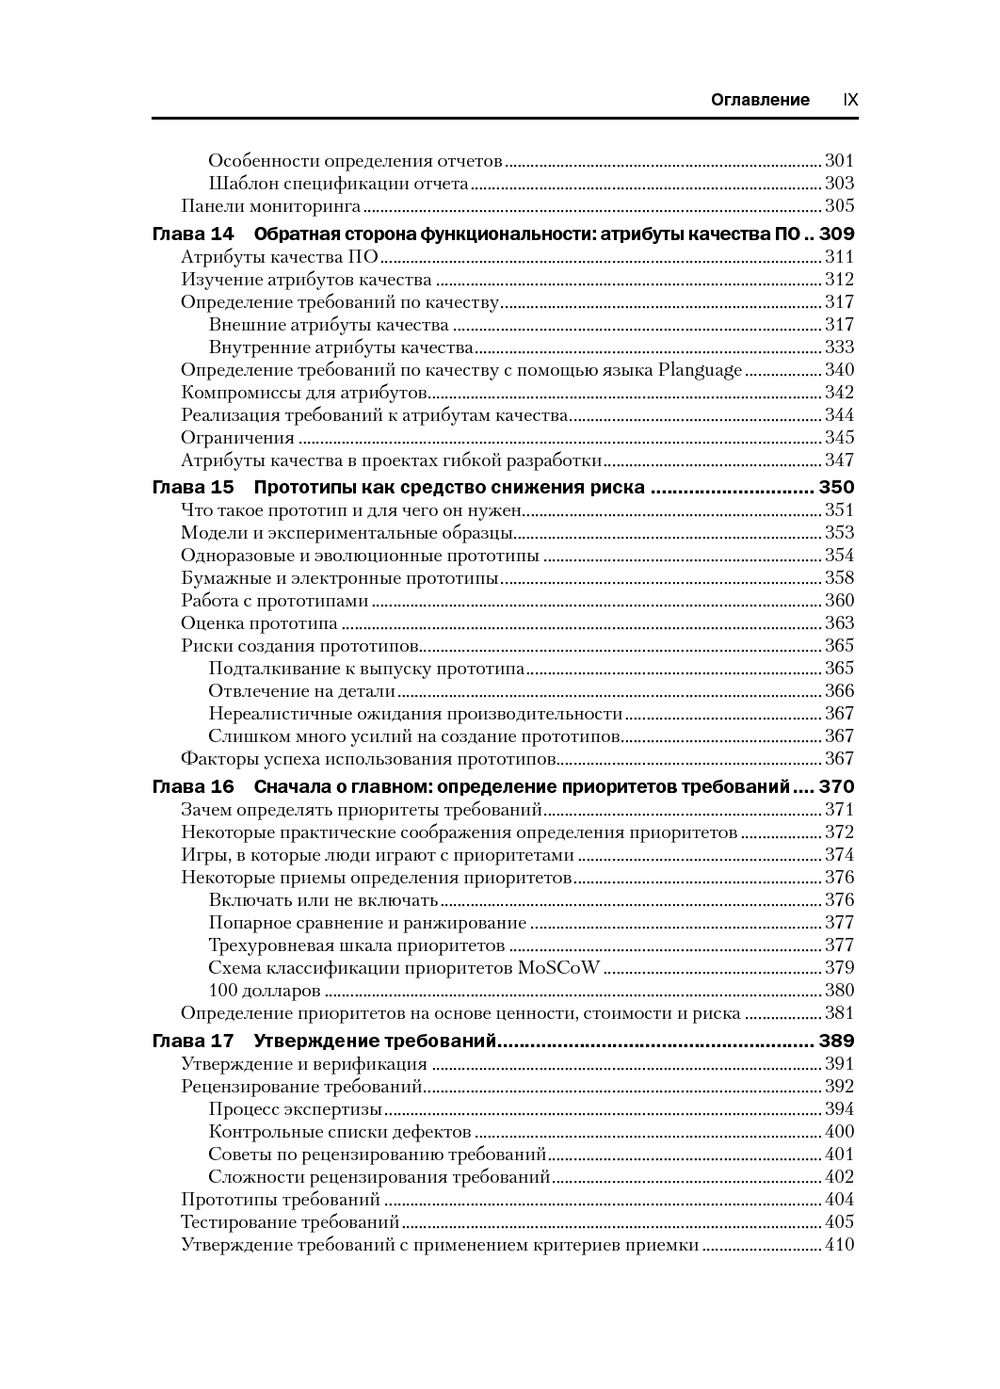 Оглавление IX
Особенности определения отчетов 301
Шаблон спецификации отчета 303
Панели мониторинга 305
Глава 14 Обратная сторона функциональности: атрибуты качества ПО .. 309
Атрибуты качества ПО 311
Изучение атрибутов качества 312
Определение требований по качеству 317
Внешние атрибуты качества 317
Внутренние атрибуты качества 333
Определение требований по качеству с помощью языка Planguage 340
Компромиссы для атрибутов 342
Реализация требований к атрибутам качества 344
Ограничения 345
Атрибуты качества в проектах гибкой разработки 347
Глава 15 Прототипы как средство снижения риска 350
Что такое прототип и для чего он нужен 351
Модели и экспериментальные образцы 353
Одноразовые и эволюционные прототипы 354
Бумажные и электронные прототипы 358
Работа с прототипами 360
Оценка прототипа 363
Риски создания прототипов 365
Подталкивание к выпуску прототипа 365
Отвлечение на детали 366
Нереалистичные ожидания производительности 367
Слишком много усилий на создание прототипов 367
Факторы успеха использования прототипов 367
Глава 16 Сначала о главном: определение приоритетов требований .... 370
Зачем определять приоритеты требований 371
Некоторые практические соображения определения приоритетов 372
Игры, в которые люди играют с приоритетами 374
Некоторые приемы определения приоритетов 376
Включать или не включать 376
Попарное сравнение и ранжирование 377
Трехуровневая шкала приоритетов 377
Схема классификации приоритетов MoSCoW 379
100 долларов 380
Определение приоритетов на основе ценности, стоимости и риска 381
Глава 17 Утверждение требований 389
Утверждение и верификация 391
Рецензирование требований 392
Процесс экспертизы 394
Контрольные списки дефектов 400
Советы по рецензированию требований 401
Сложности рецензирования требований 402
Прототипы требований 404
Тестирование требований 405
Утверждение требований с применением критериев приемки 410